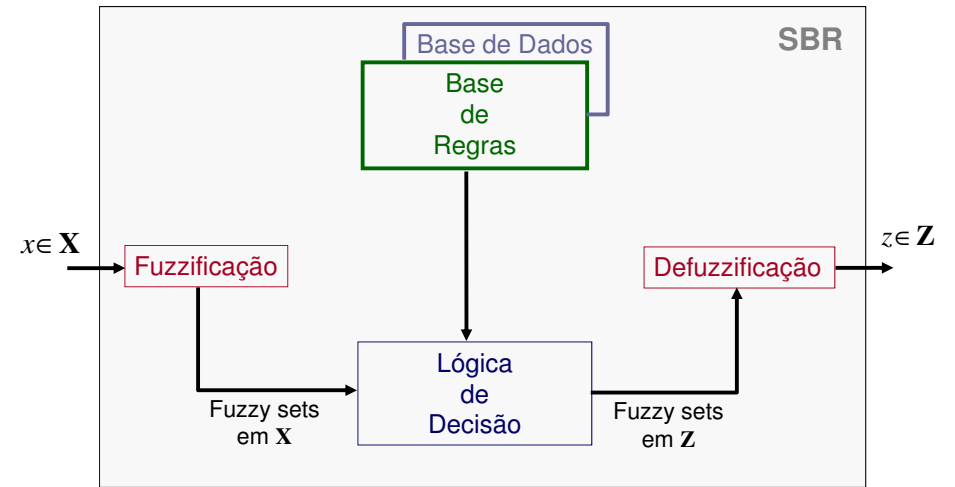 SBR
Base de Dados
Base
de
Regras
x∈ X
Fuzzificação
Defuzzificação
z∈ Z
Lógica
de
Decisão
Fuzzy sets
em X
Fuzzy sets
em Z